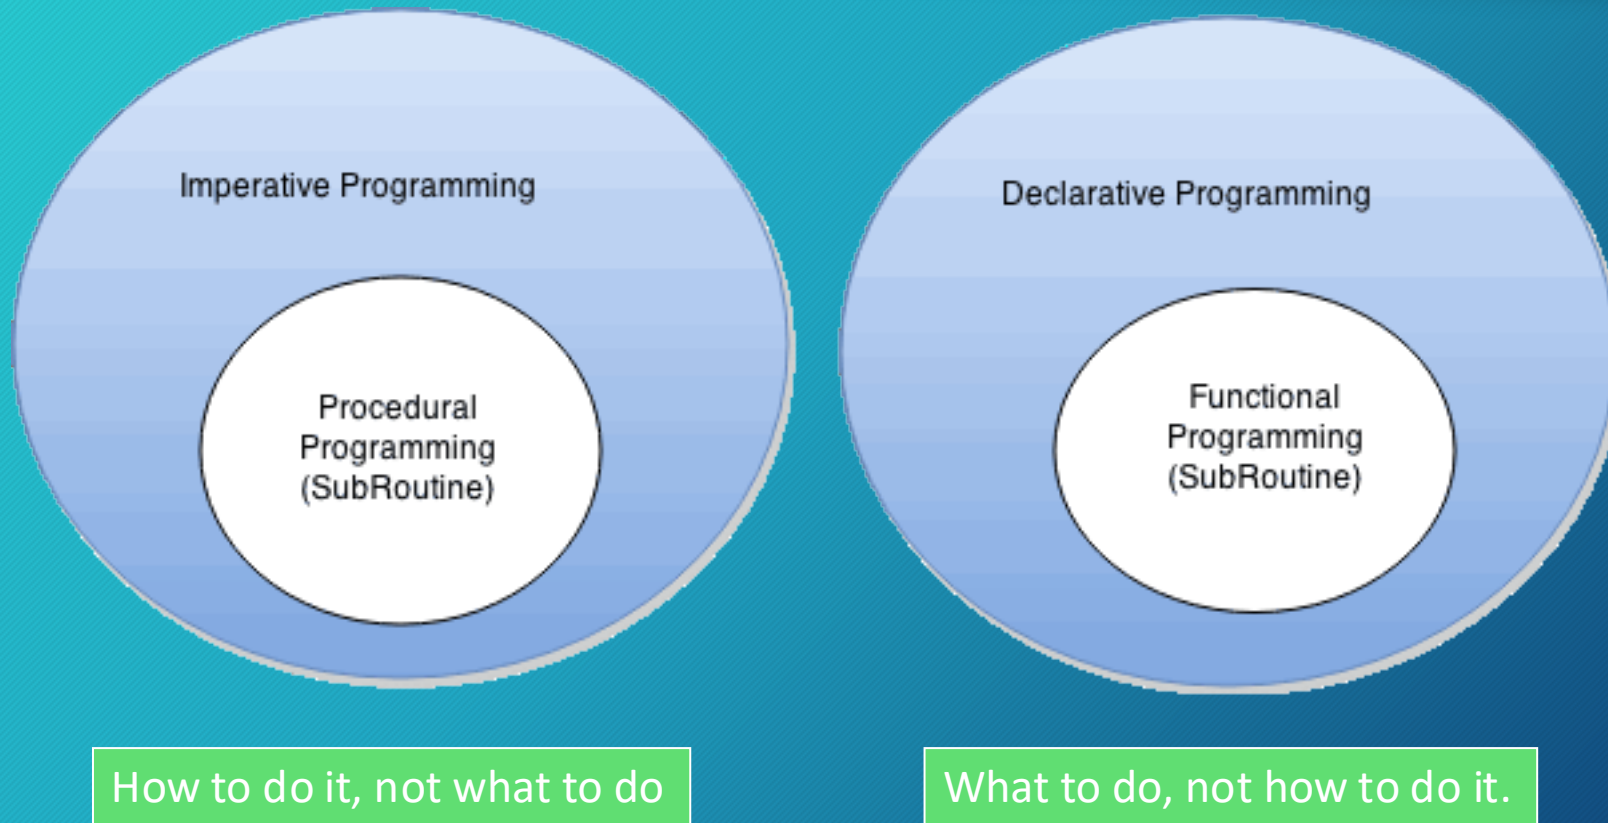 Imperative Programming
Procedural
Programming
(SubRoutine)
How to do it, not what to do
Declarative Programming
Functional
Programming
(SubRoutine)
What to do, not how to do it.